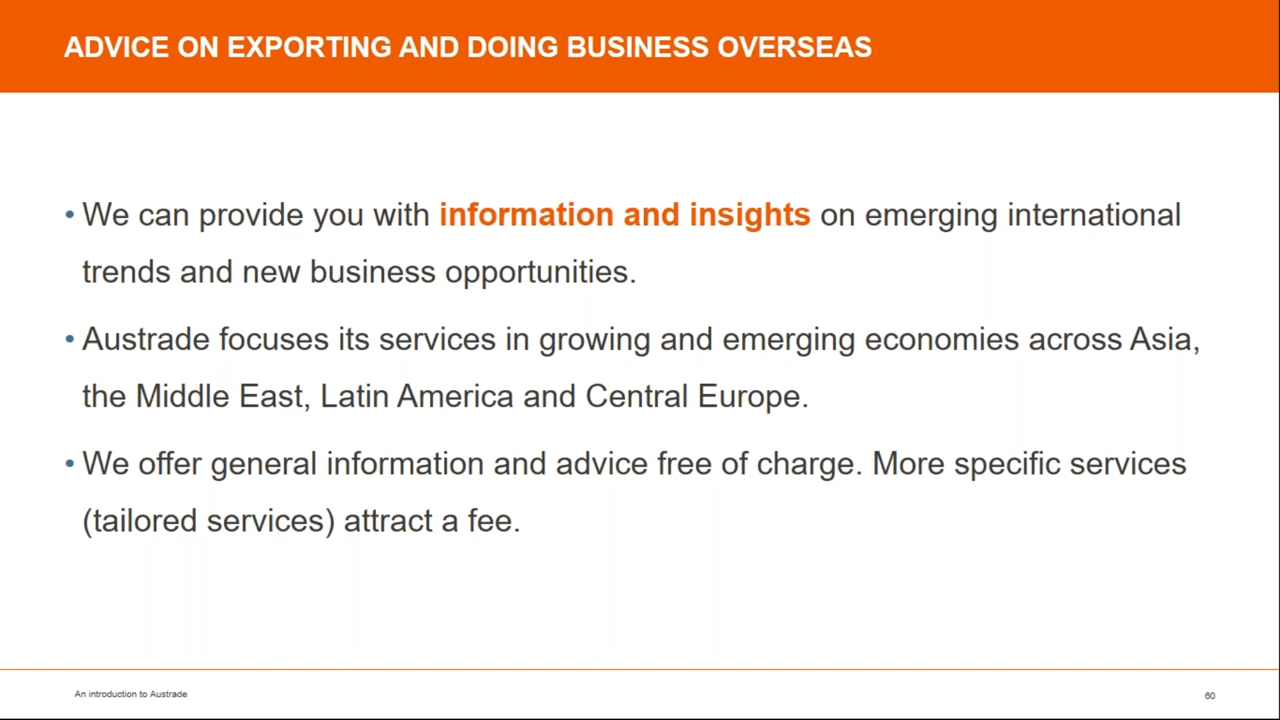 ADVICE ON EXPORTING AND DOING BUSINESS OVERSEAS
• We can provide you with information and insights on emerging international
trends and new business opportunities.
• Austrade focuses its services in growing and emerging economies across Asia,
the Middle East, Latin America and Central Europe.
• We offer general information and advice free of charge. More specific services
(tailored services) attract a fee.
An introduction to Austrade
60